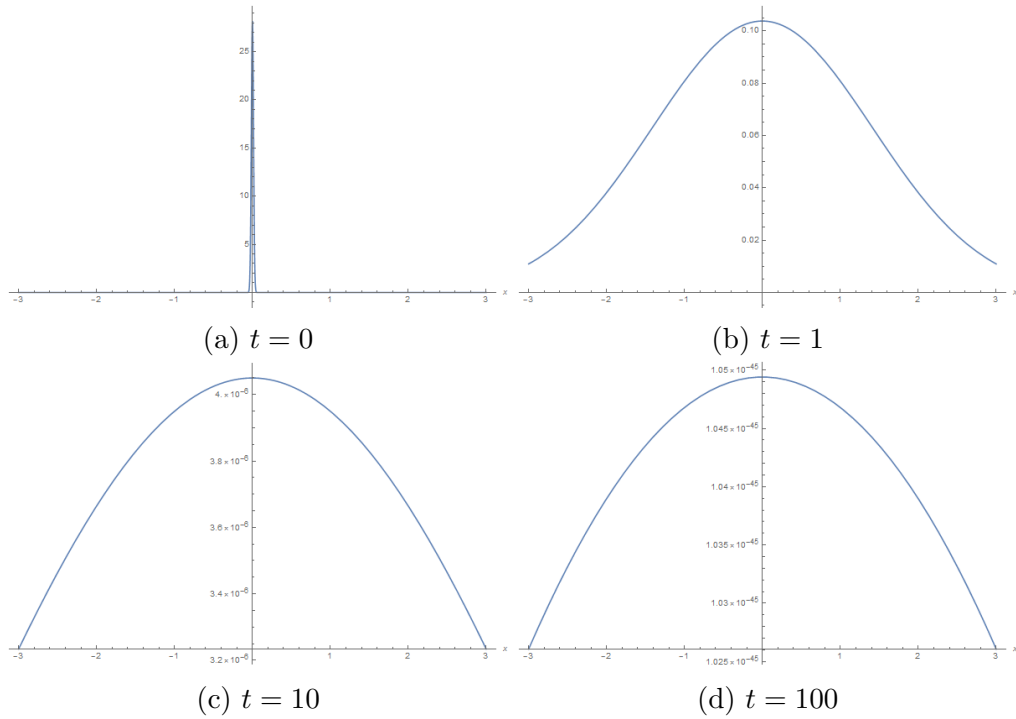 25
20
15
10
5
-3 -2 -1 1 2 3 x
(a) t = 0
0.10
0.08
0.06
0.04
0.02
-3 -2 -1 1 2 3 x
(b) t = 1
4. × 10⁻⁶
3.8 × 10⁻⁶
3.6 × 10⁻⁶
3.4 × 10⁻⁶
3.2 × 10⁻⁶
-3 -2 -1 1 2 3 x
(c) t = 10
1.05 × 10⁻⁴⁵
1.045 × 10⁻⁴⁵
1.04 × 10⁻⁴⁵
1.035 × 10⁻⁴⁵
1.03 × 10⁻⁴⁵
1.025 × 10⁻⁴⁵
-3 -2 -1 1 2 3 x
(d) t = 100